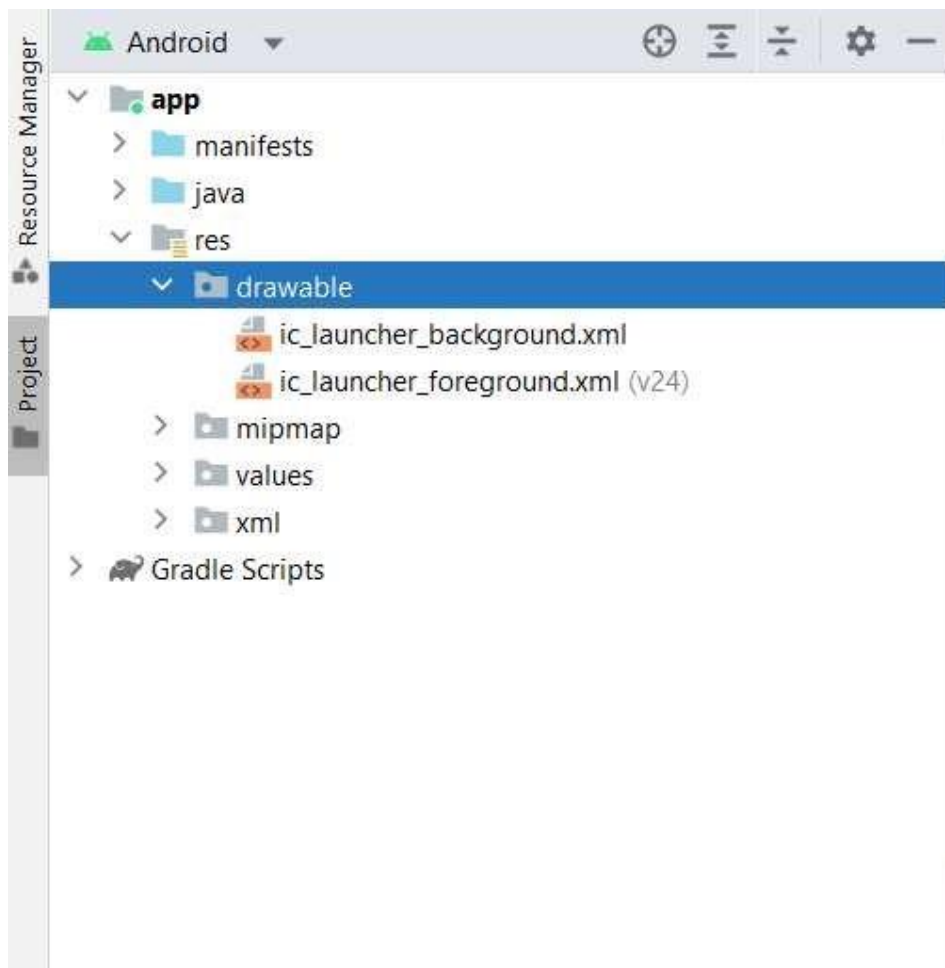 Resource Manager
Project
Android
app
manifests
java
res
drawable
ic_launcher_background.xml
ic_launcher_foreground.xml (v24)
mipmap
values
xml
Gradle Scripts